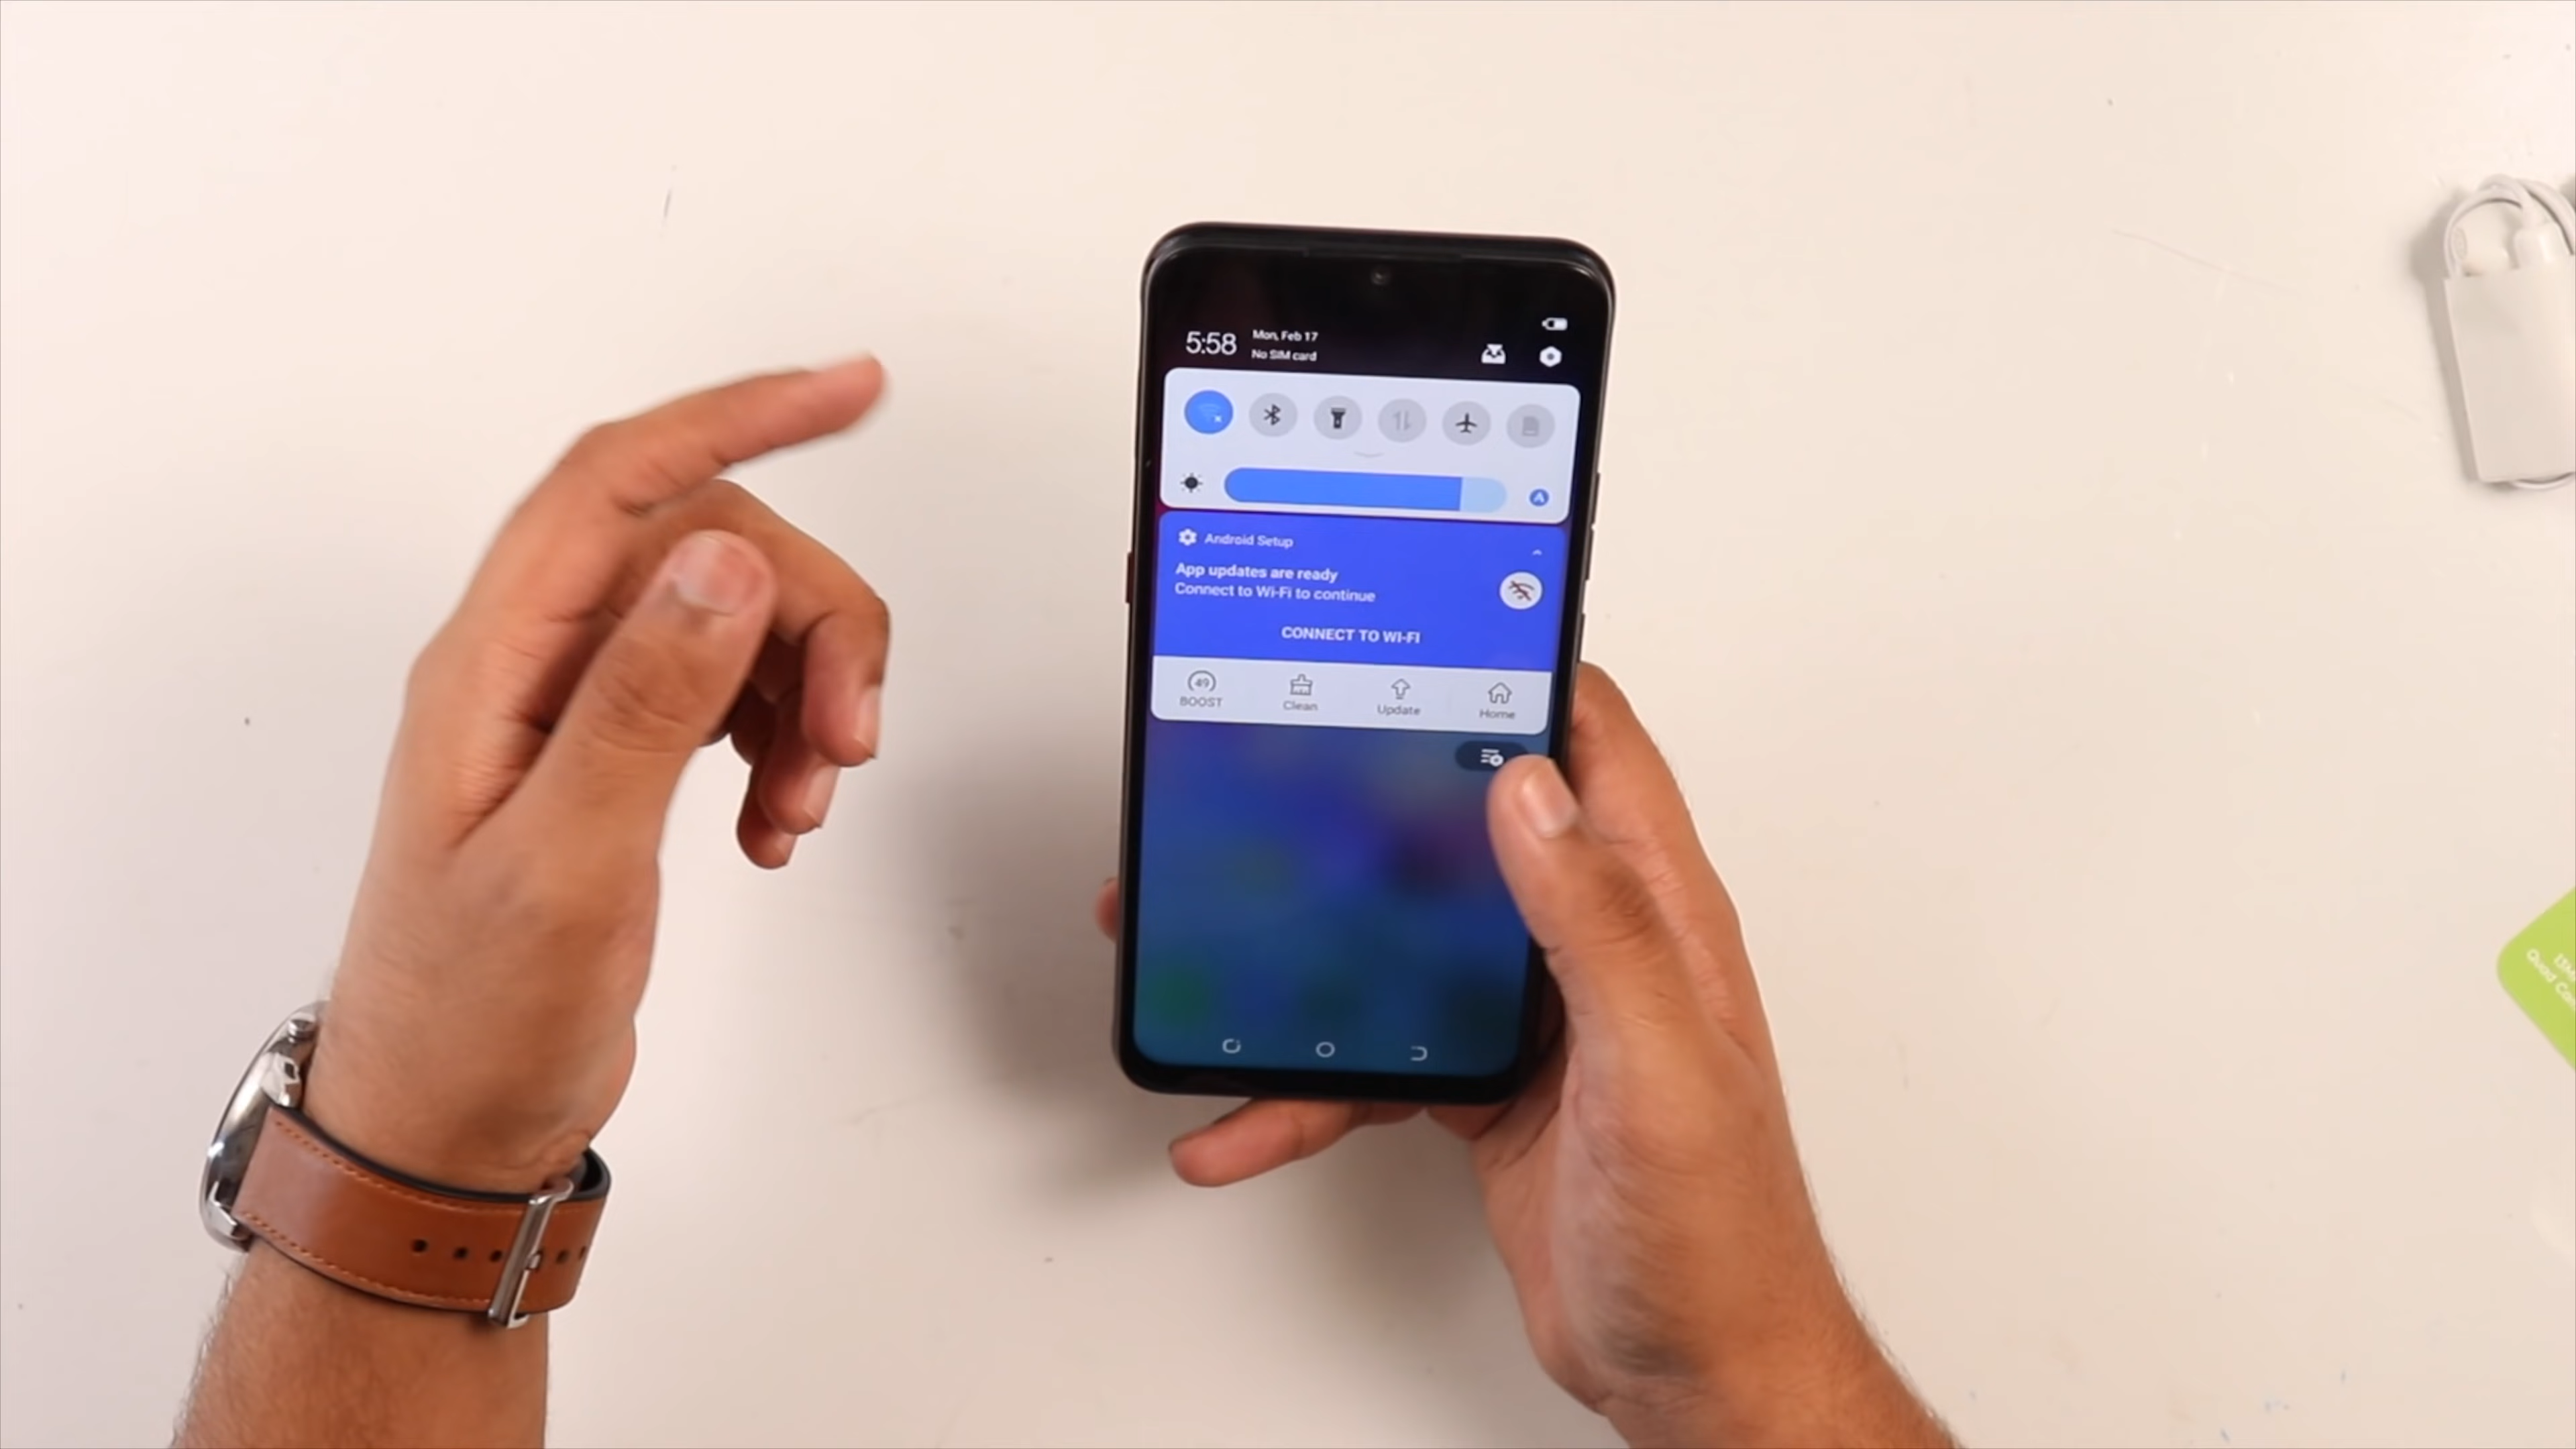 5:58
Mon, Feb 17
No SIM card
A
Android Setup
App updates are ready
Connect to Wi-Fi to continue
CONNECT TO WI-FI
49
BOOST
Clean
Update
Home
Quad